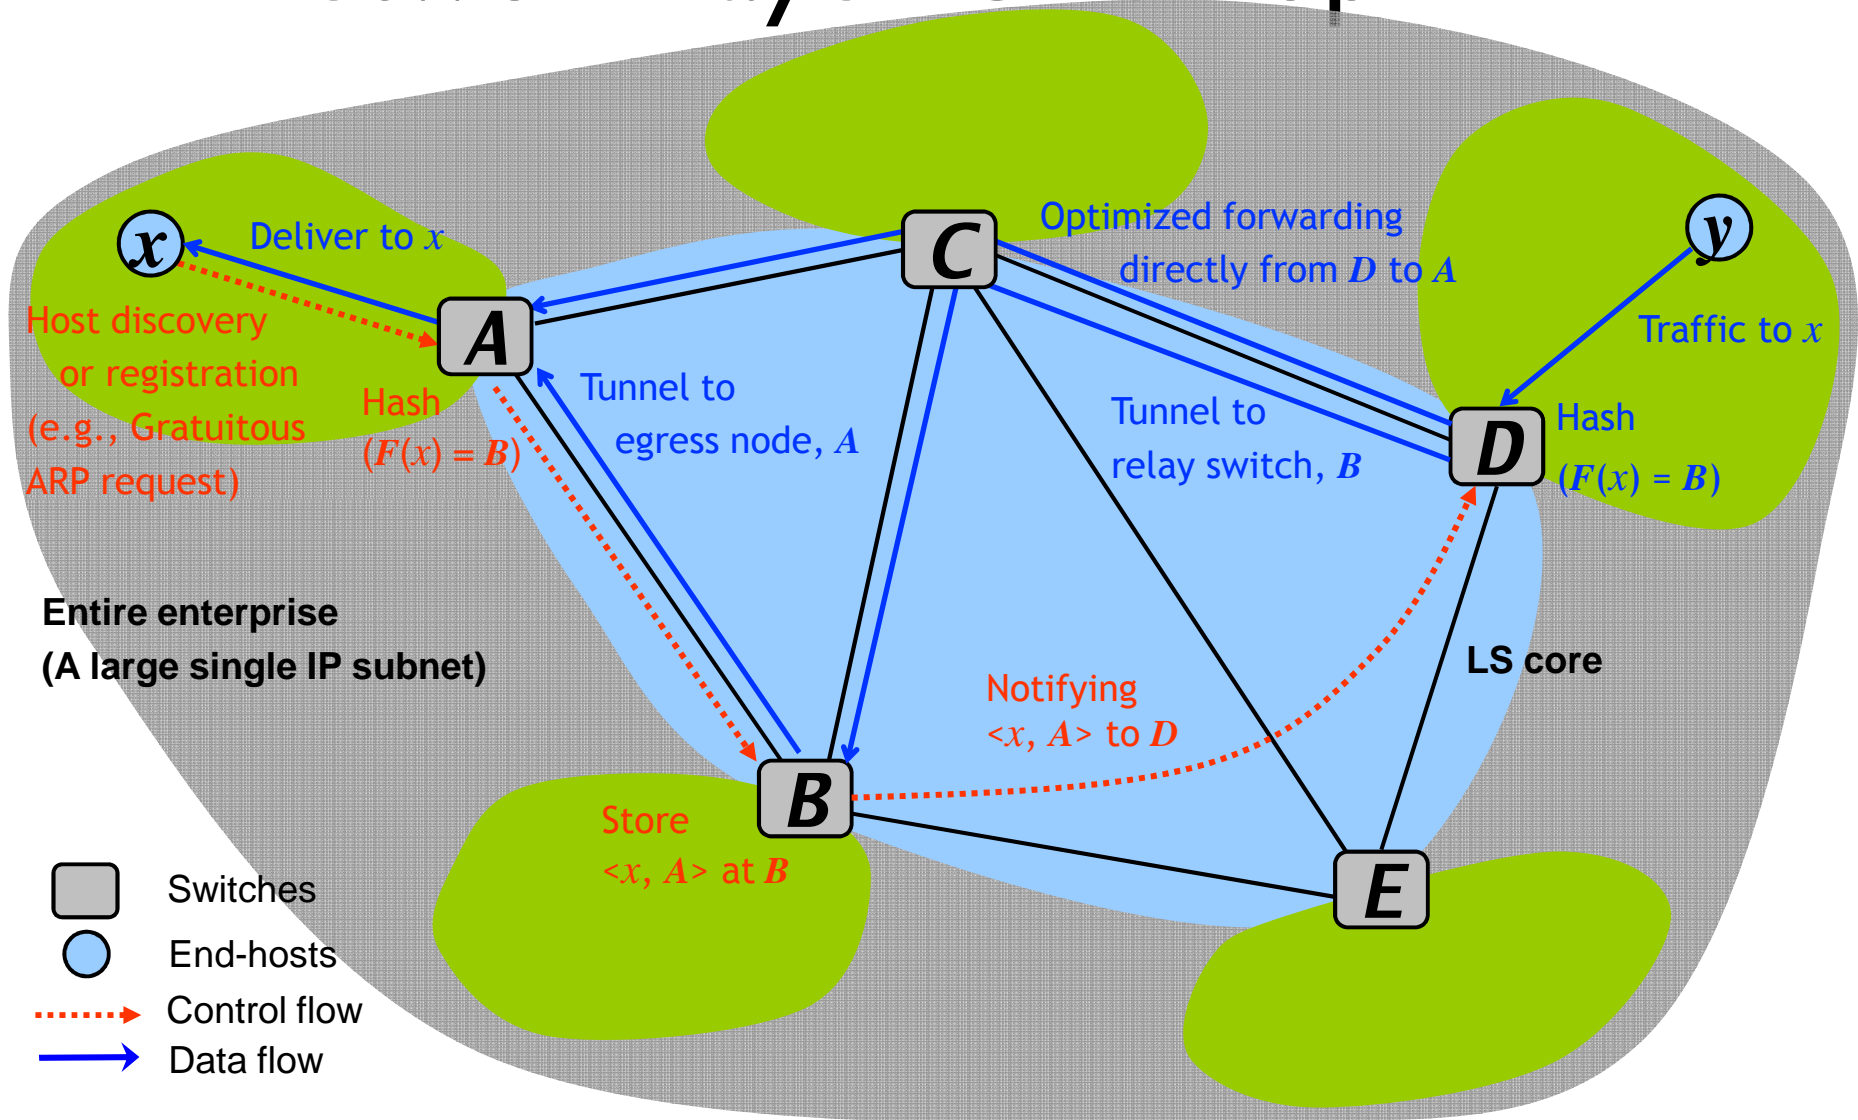 C
Optimized forwarding
directly from D to A
x
Deliver to x
y
Traffic to x
Host discovery
or registration
(e.g., Gratuitous
ARP request)
A
Hash
(F(x) = B)
Tunnel to
egress node, A
Tunnel to
relay switch, B
D
Hash
(F(x) = B)
Entire enterprise
(A large single IP subnet)
LS core
Notifying
<x, A> to D
B
Store
<x, A> at B
E
Switches
End-hosts
Control flow
Data flow